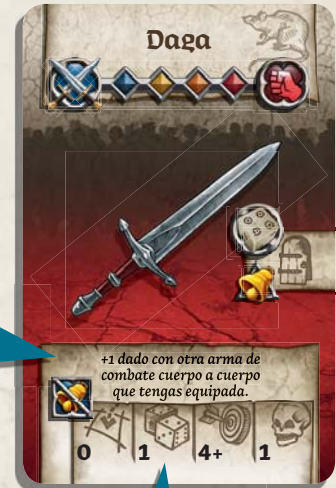 Daga
+1 dado con otra arma de
combate cuerpo a cuerpo
que tengas equipada.
0 1 4+ 1